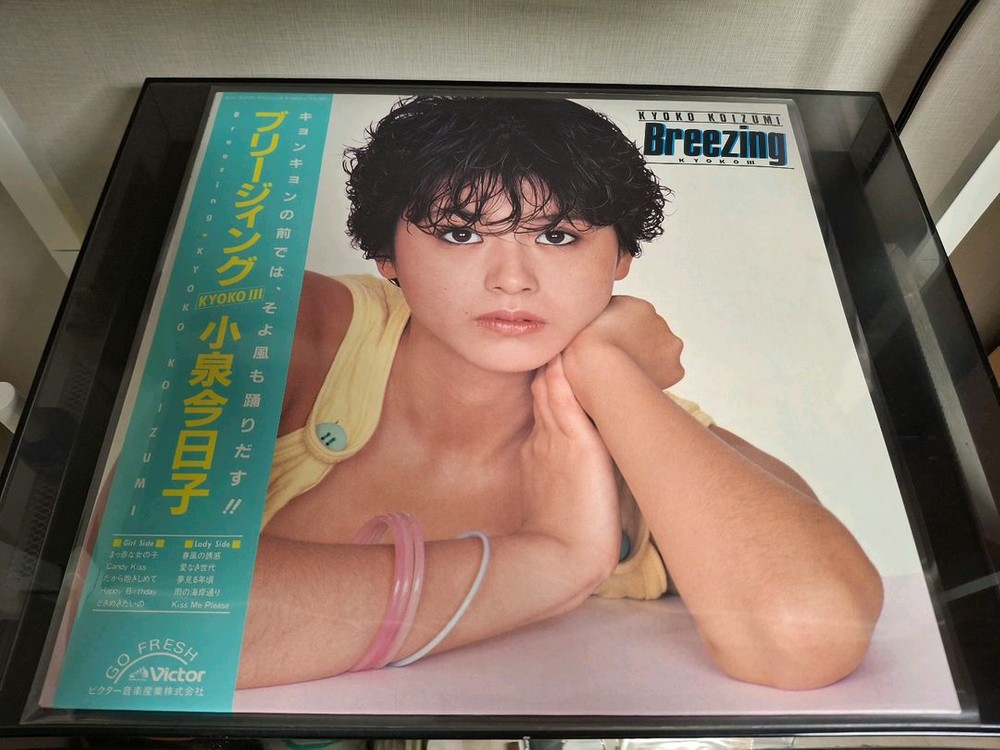 キョンキョンの前では、そよ風も踊りだす!!
ブリージィング
KYOKO III
小泉今日子
Breezing" KYOKO KOIZUMI
Girl Side
まっ赤な女の子
Candy Kiss
だから抱きしめて
Happy Birthday
ときめきたいの
Lady Side
春風の誘惑
愛なき世代
夢見る年頃
雨の海岸通り
Kiss Me Please
GO FRESH
Victor
ビクター音楽産業株式会社
KYOKO KOIZUMI
Breezing
KYOKO III